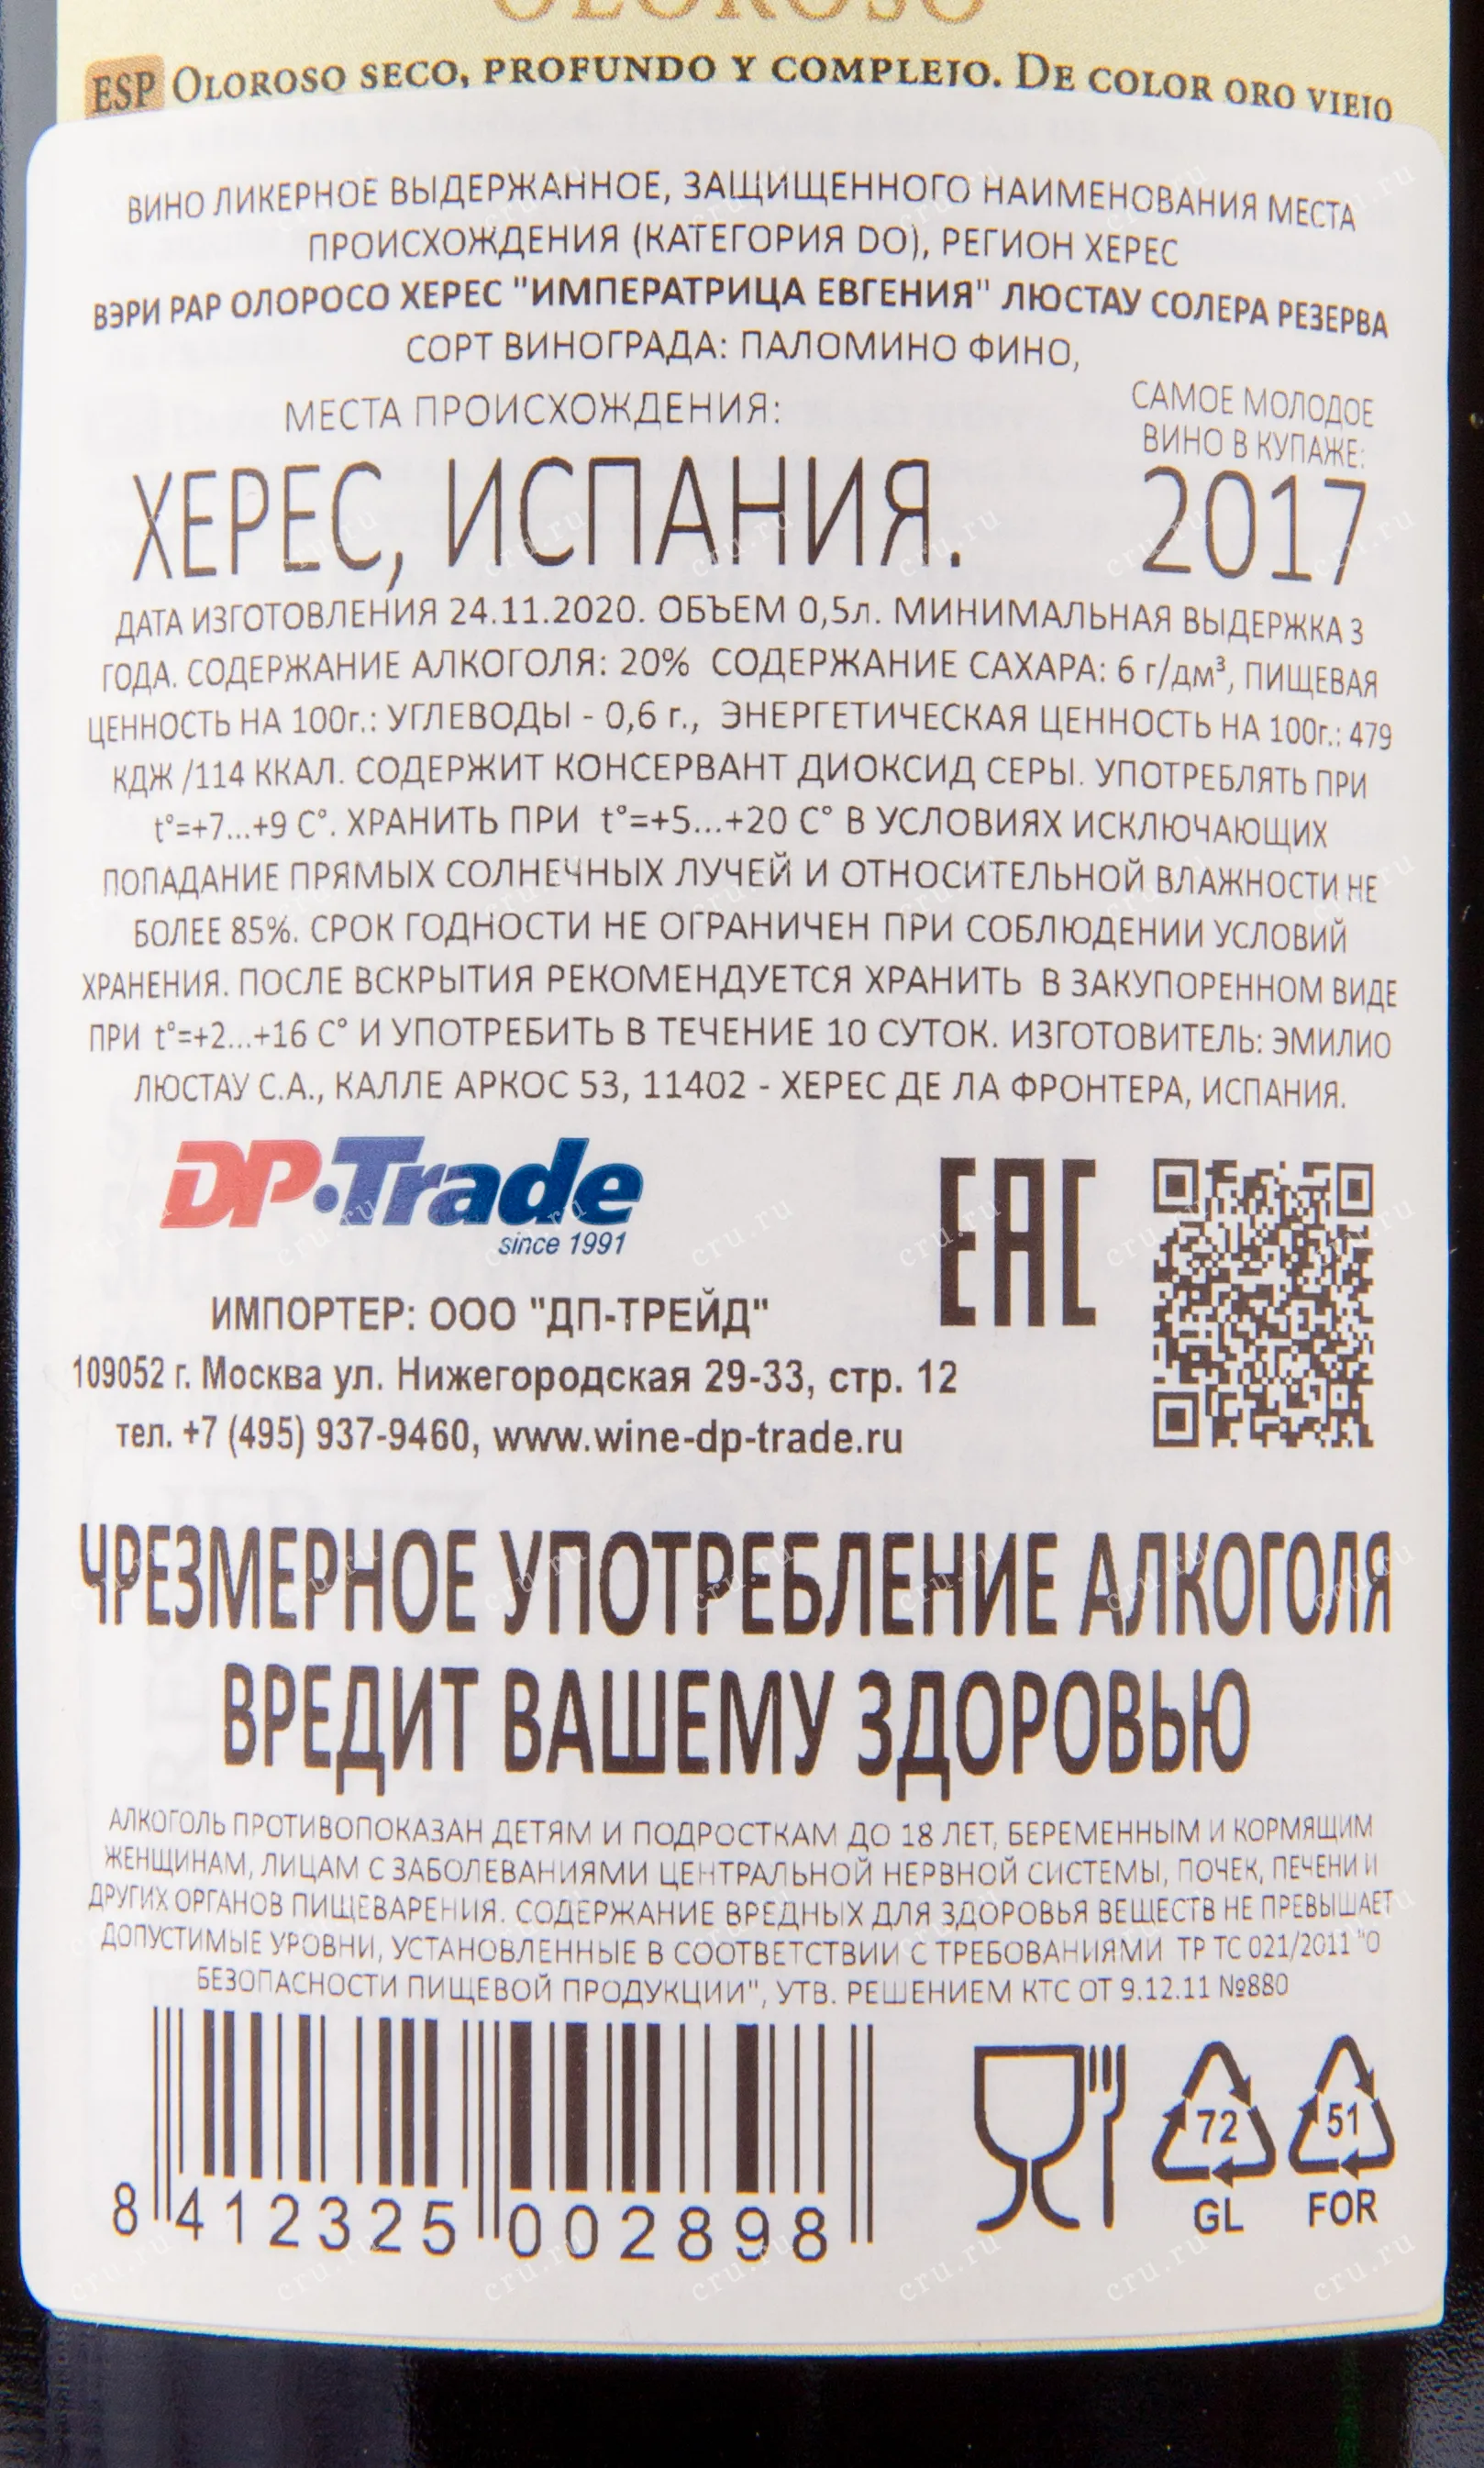 OLOROSO
ESP OLOROSO SECO, PROFUNDO Y COMPLEJO. DE COLOR ORO VIEJO
ВИНО ЛИКЕРНОЕ ВЫДЕРЖАННОЕ, ЗАЩИЩЕННОГО НАИМЕНОВАНИЯ МЕСТА
ПРОИСХОЖДЕНИЯ (КАТЕГОРИЯ DO), РЕГИОН ХЕРЕС
ВЭРИ РАР ОЛОРОСО ХЕРЕС "ИМПЕРАТРИЦА ЕВГЕНИЯ" ЛЮСТАУ СОЛЕРА РЕЗЕРВА
СОРТ ВИНОГРАДА: ПАЛОМИНО ФИНО,
МЕСТА ПРОИСХОЖДЕНИЯ:
ХЕРЕС, ИСПАНИЯ.
САМОЕ МОЛОДОЕ
ВИНО В КУПАЖЕ:
2017
ДАТА ИЗГОТОВЛЕНИЯ 24.11.2020. ОБЪЕМ 0,5л. МИНИМАЛЬНАЯ ВЫДЕРЖКА 3
ГОДА. СОДЕРЖАНИЕ АЛКОГОЛЯ: 20% СОДЕРЖАНИЕ САХАРА: 6 г/дм³, ПИЩЕВАЯ
ЦЕННОСТЬ НА 100г.: УГЛЕВОДЫ - 0,6 г., ЭНЕРГЕТИЧЕСКАЯ ЦЕННОСТЬ НА 100г.: 479
КДЖ /114 ККАЛ. СОДЕРЖИТ КОНСЕРВАНТ ДИОКСИД СЕРЫ. УПОТРЕБЛЯТЬ ПРИ
t°=+7...+9 С°. ХРАНИТЬ ПРИ t°=+5...+20 С° В УСЛОВИЯХ ИСКЛЮЧАЮЩИХ
ПОПАДАНИЕ ПРЯМЫХ СОЛНЕЧНЫХ ЛУЧЕЙ И ОТНОСИТЕЛЬНОЙ ВЛАЖНОСТИ НЕ
БОЛЕЕ 85%. СРОК ГОДНОСТИ НЕ ОГРАНИЧЕН ПРИ СОБЛЮДЕНИИ УСЛОВИЙ
ХРАНЕНИЯ. ПОСЛЕ ВСКРЫТИЯ РЕКОМЕНДУЕТСЯ ХРАНИТЬ В ЗАКУПОРЕННОМ ВИДЕ
ПРИ t°=+2...+16 С° И УПОТРЕБИТЬ В ТЕЧЕНИЕ 10 СУТОК. ИЗГОТОВИТЕЛЬ: ЭМИЛИО
ЛЮСТАУ С.А., КАЛЛЕ АРКОС 53, 11402 - ХЕРЕС ДЕ ЛА ФРОНТЕРА, ИСПАНИЯ.
DP·Trade
since 1991
EAC
ИМПОРТЕР: ООО "ДП-ТРЕЙД"
109052 г. Москва ул. Нижегородская 29-33, стр. 12
тел. +7 (495) 937-9460, www.wine-dp-trade.ru
ЧРЕЗМЕРНОЕ УПОТРЕБЛЕНИЕ АЛКОГОЛЯ
ВРЕДИТ ВАШЕМУ ЗДОРОВЬЮ
АЛКОГОЛЬ ПРОТИВОПОКАЗАН ДЕТЯМ И ПОДРОСТКАМ ДО 18 ЛЕТ, БЕРЕМЕННЫМ И КОРМЯЩИМ
ЖЕНЩИНАМ, ЛИЦАМ С ЗАБОЛЕВАНИЯМИ ЦЕНТРАЛЬНОЙ НЕРВНОЙ СИСТЕМЫ, ПОЧЕК, ПЕЧЕНИ И
ДРУГИХ ОРГАНОВ ПИЩЕВАРЕНИЯ. СОДЕРЖАНИЕ ВРЕДНЫХ ДЛЯ ЗДОРОВЬЯ ВЕЩЕСТВ НЕ ПРЕВЫШАЕТ
ДОПУСТИМЫЕ УРОВНИ, УСТАНОВЛЕННЫЕ В СООТВЕТСТВИИ С ТРЕБОВАНИЯМИ ТР ТС 021/2011 "О
БЕЗОПАСНОСТИ ПИЩЕВОЙ ПРОДУКЦИИ", УТВ. РЕШЕНИЕМ КТС ОТ 9.12.11 №880
8 412325 002898
72
GL
51
FOR